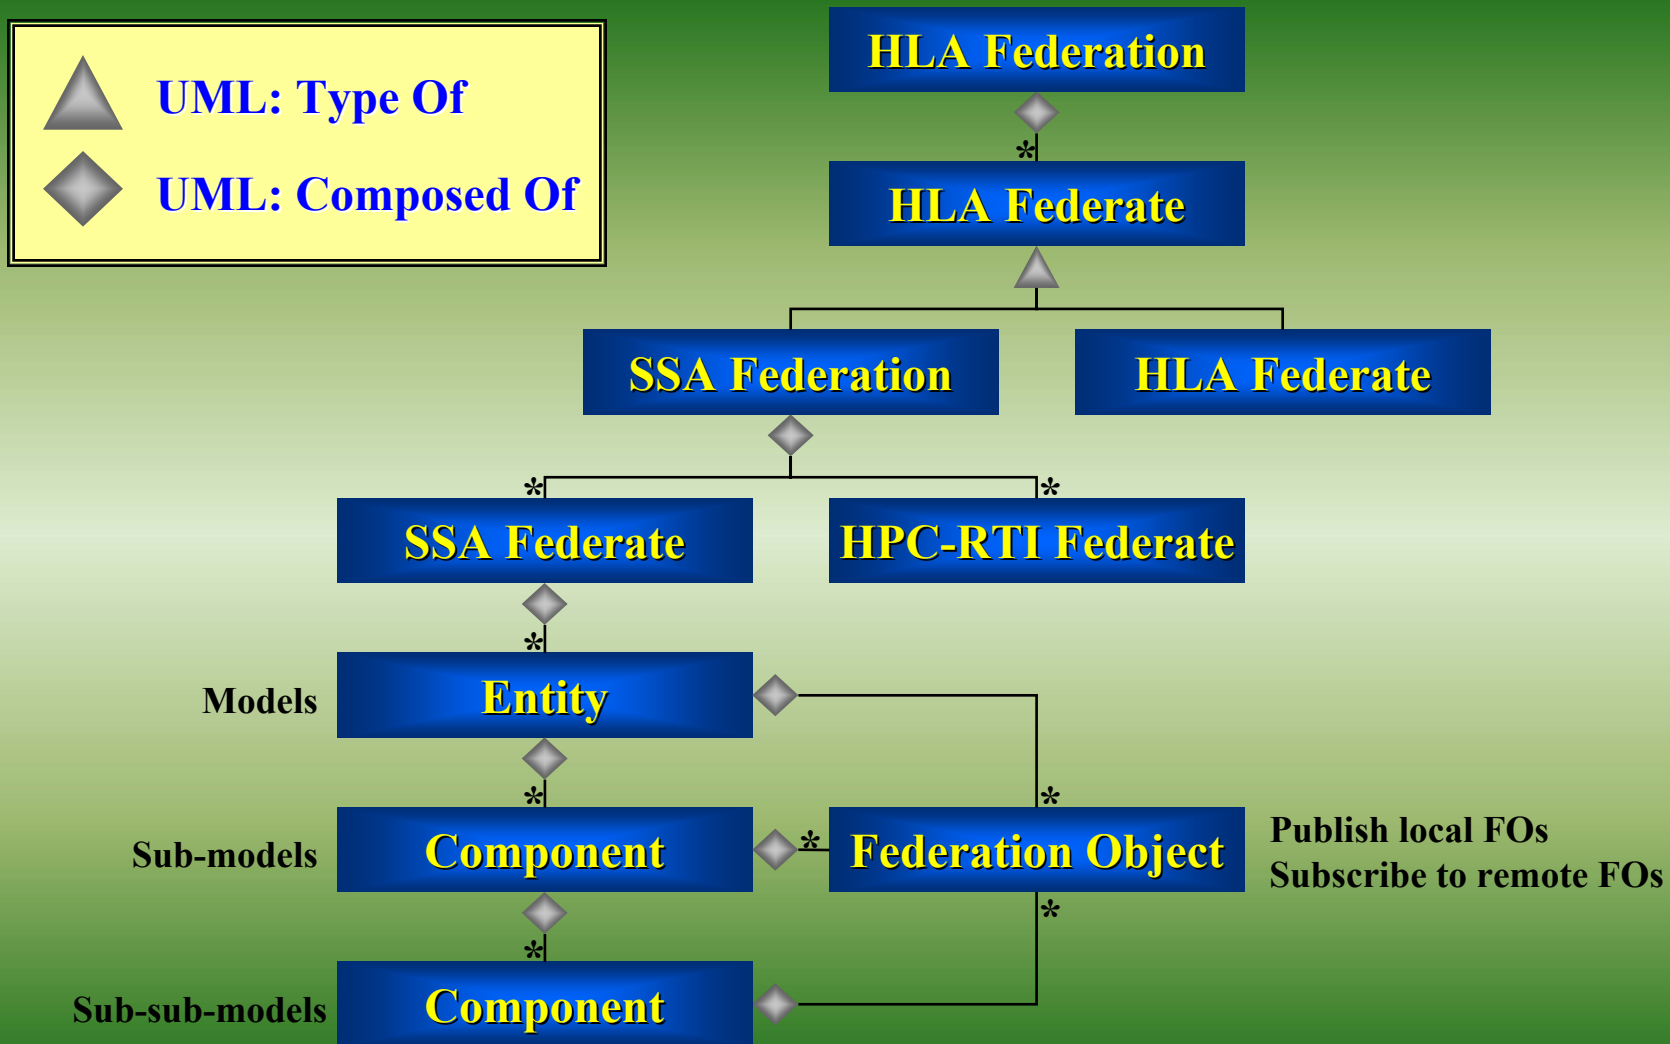 UML: Type Of
UML: Composed Of
HLA Federation
*
HLA Federate
SSA Federation
HLA Federate
*
*
SSA Federate
HPC-RTI Federate
*
Models
Entity
*
*
Sub-models
Component
*
Federation Object
Publish local FOs
Subscribe to remote FOs
*
*
Sub-sub-models
Component